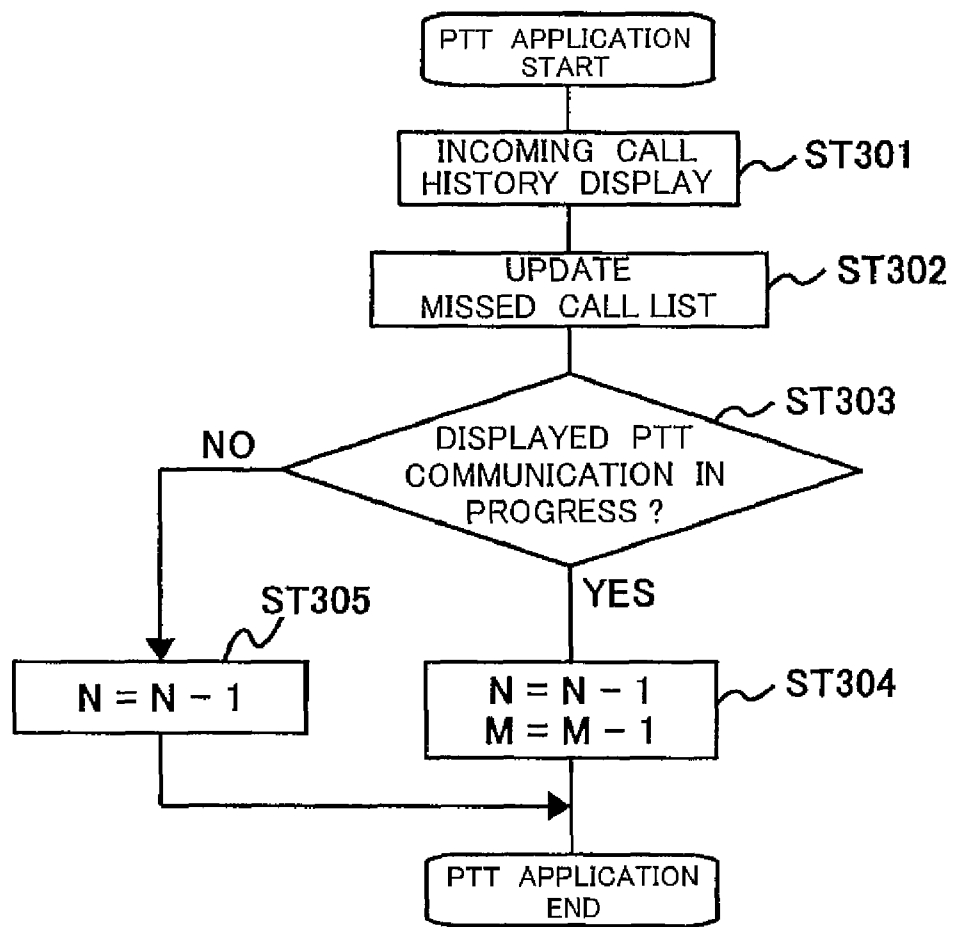 PTT APPLICATION
START
INCOMING CALL
HISTORY DISPLAY
ST301
UPDATE
MISSED CALL LIST
ST302
ST303
DISPLAYED PTT
COMMUNICATION IN
PROGRESS ?
NO
YES
ST305
N = N - 1
N = N - 1
M = M - 1
ST304
PTT APPLICATION
END